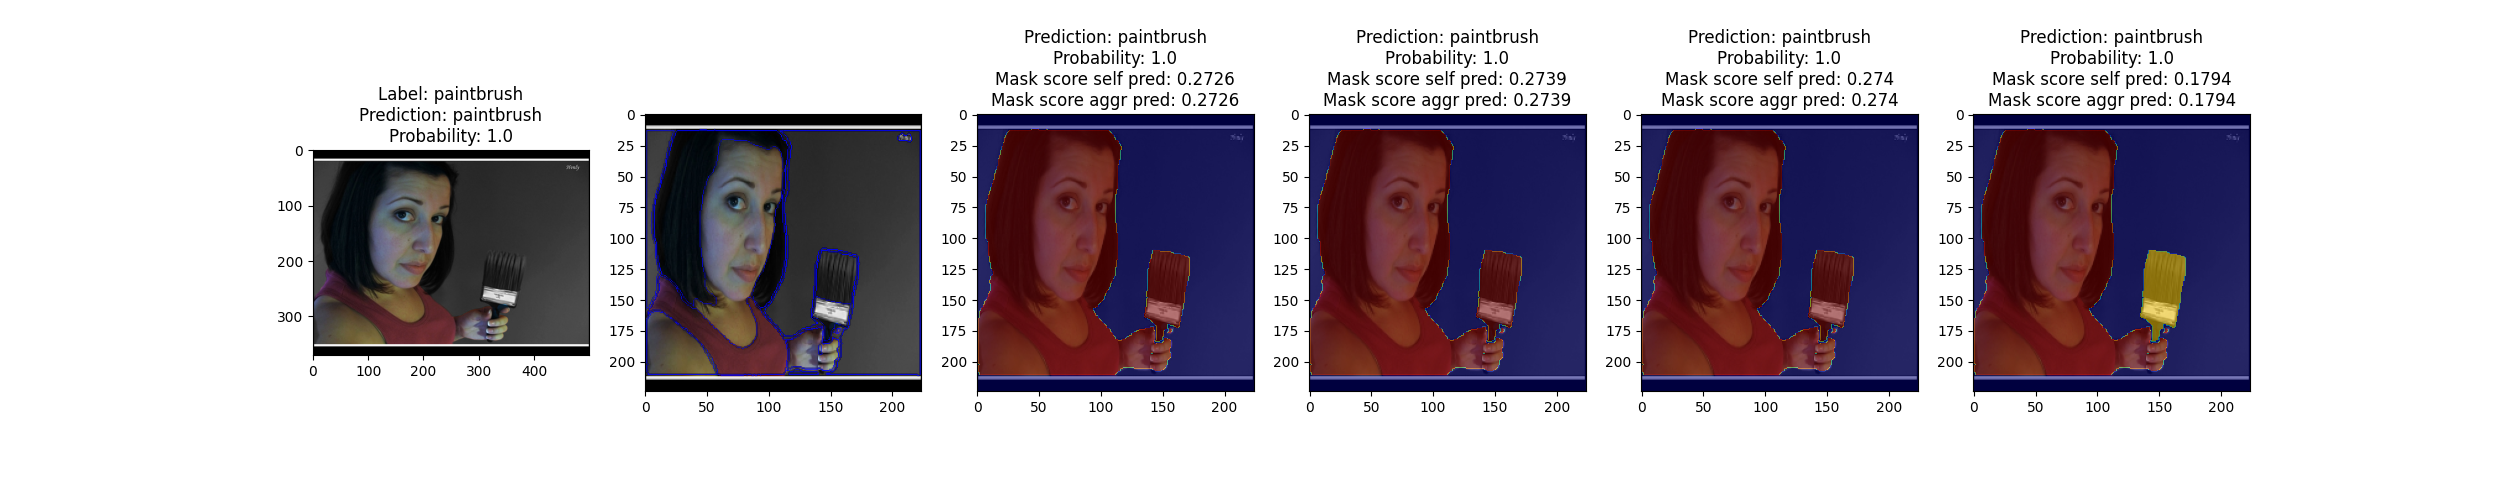 Label: paintbrush
Prediction: paintbrush
Probability: 1.0
Prediction: paintbrush
Probability: 1.0
Mask score self pred: 0.2726
Mask score aggr pred: 0.2726
Prediction: paintbrush
Probability: 1.0
Mask score self pred: 0.2739
Mask score aggr pred: 0.2739
Prediction: paintbrush
Probability: 1.0
Mask score self pred: 0.274
Mask score aggr pred: 0.274
Prediction: paintbrush
Probability: 1.0
Mask score self pred: 0.1794
Mask score aggr pred: 0.1794
0
100
200
300
0 100 200 300 400
0
25
50
75
100
125
150
175
200
0 50 100 150 200
0
25
50
75
100
125
150
175
200
0 50 100 150 200
0
25
50
75
100
125
150
175
200
0 50 100 150 200
0
25
50
75
100
125
150
175
200
0 50 100 150 200
0
25
50
75
100
125
150
175
200
0 50 100 150 200